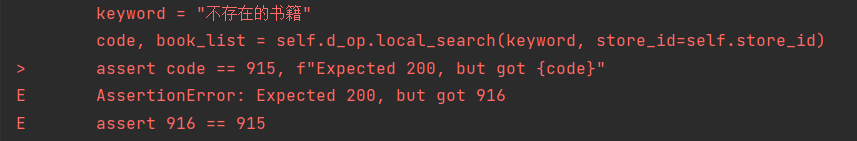 keyword = "不存在的书籍"
code, book_list = self.d_op.local_search(keyword, store_id=self.store_id)
> assert code == 915, f"Expected 200, but got {code}"
E AssertionError: Expected 200, but got 916
E assert 916 == 915